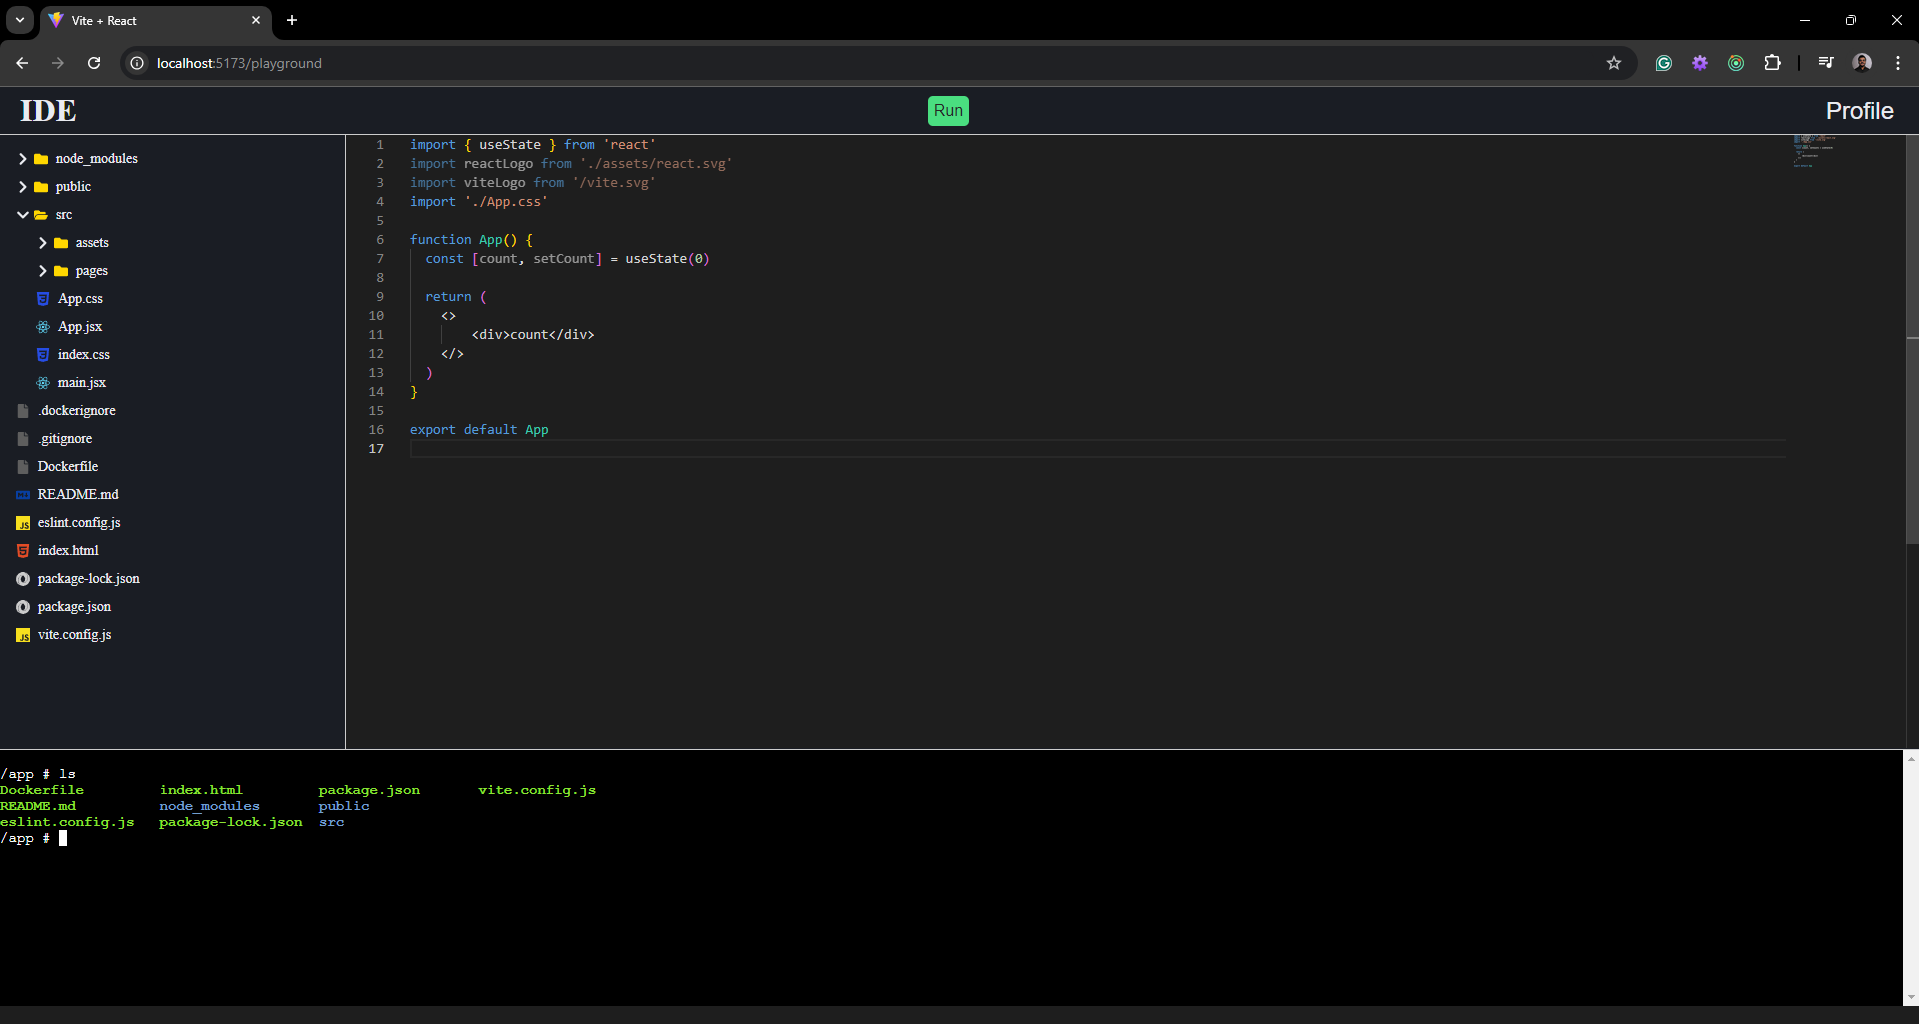 Vite + React
localhost:5173/playground
IDE
Run
Profile
node_modules
public
src
assets
pages
App.css
App.jsx
index.css
main.jsx
.dockerignore
.gitignore
Dockerfile
README.md
eslint.config.js
index.html
package-lock.json
package.json
vite.config.js
1 import { useState } from 'react'
2 import reactLogo from './assets/react.svg'
3 import viteLogo from '/vite.svg'
4 import './App.css'
5
6 function App() {
7   const [count, setCount] = useState(0)
8
9   return (
10     <>
11         <div>count</div>
12     </>
13   )
14 }
15
16 export default App
17
/app # ls
Dockerfile index.html package.json vite.config.js
README.md node_modules public
eslint.config.js package-lock.json src
/app #